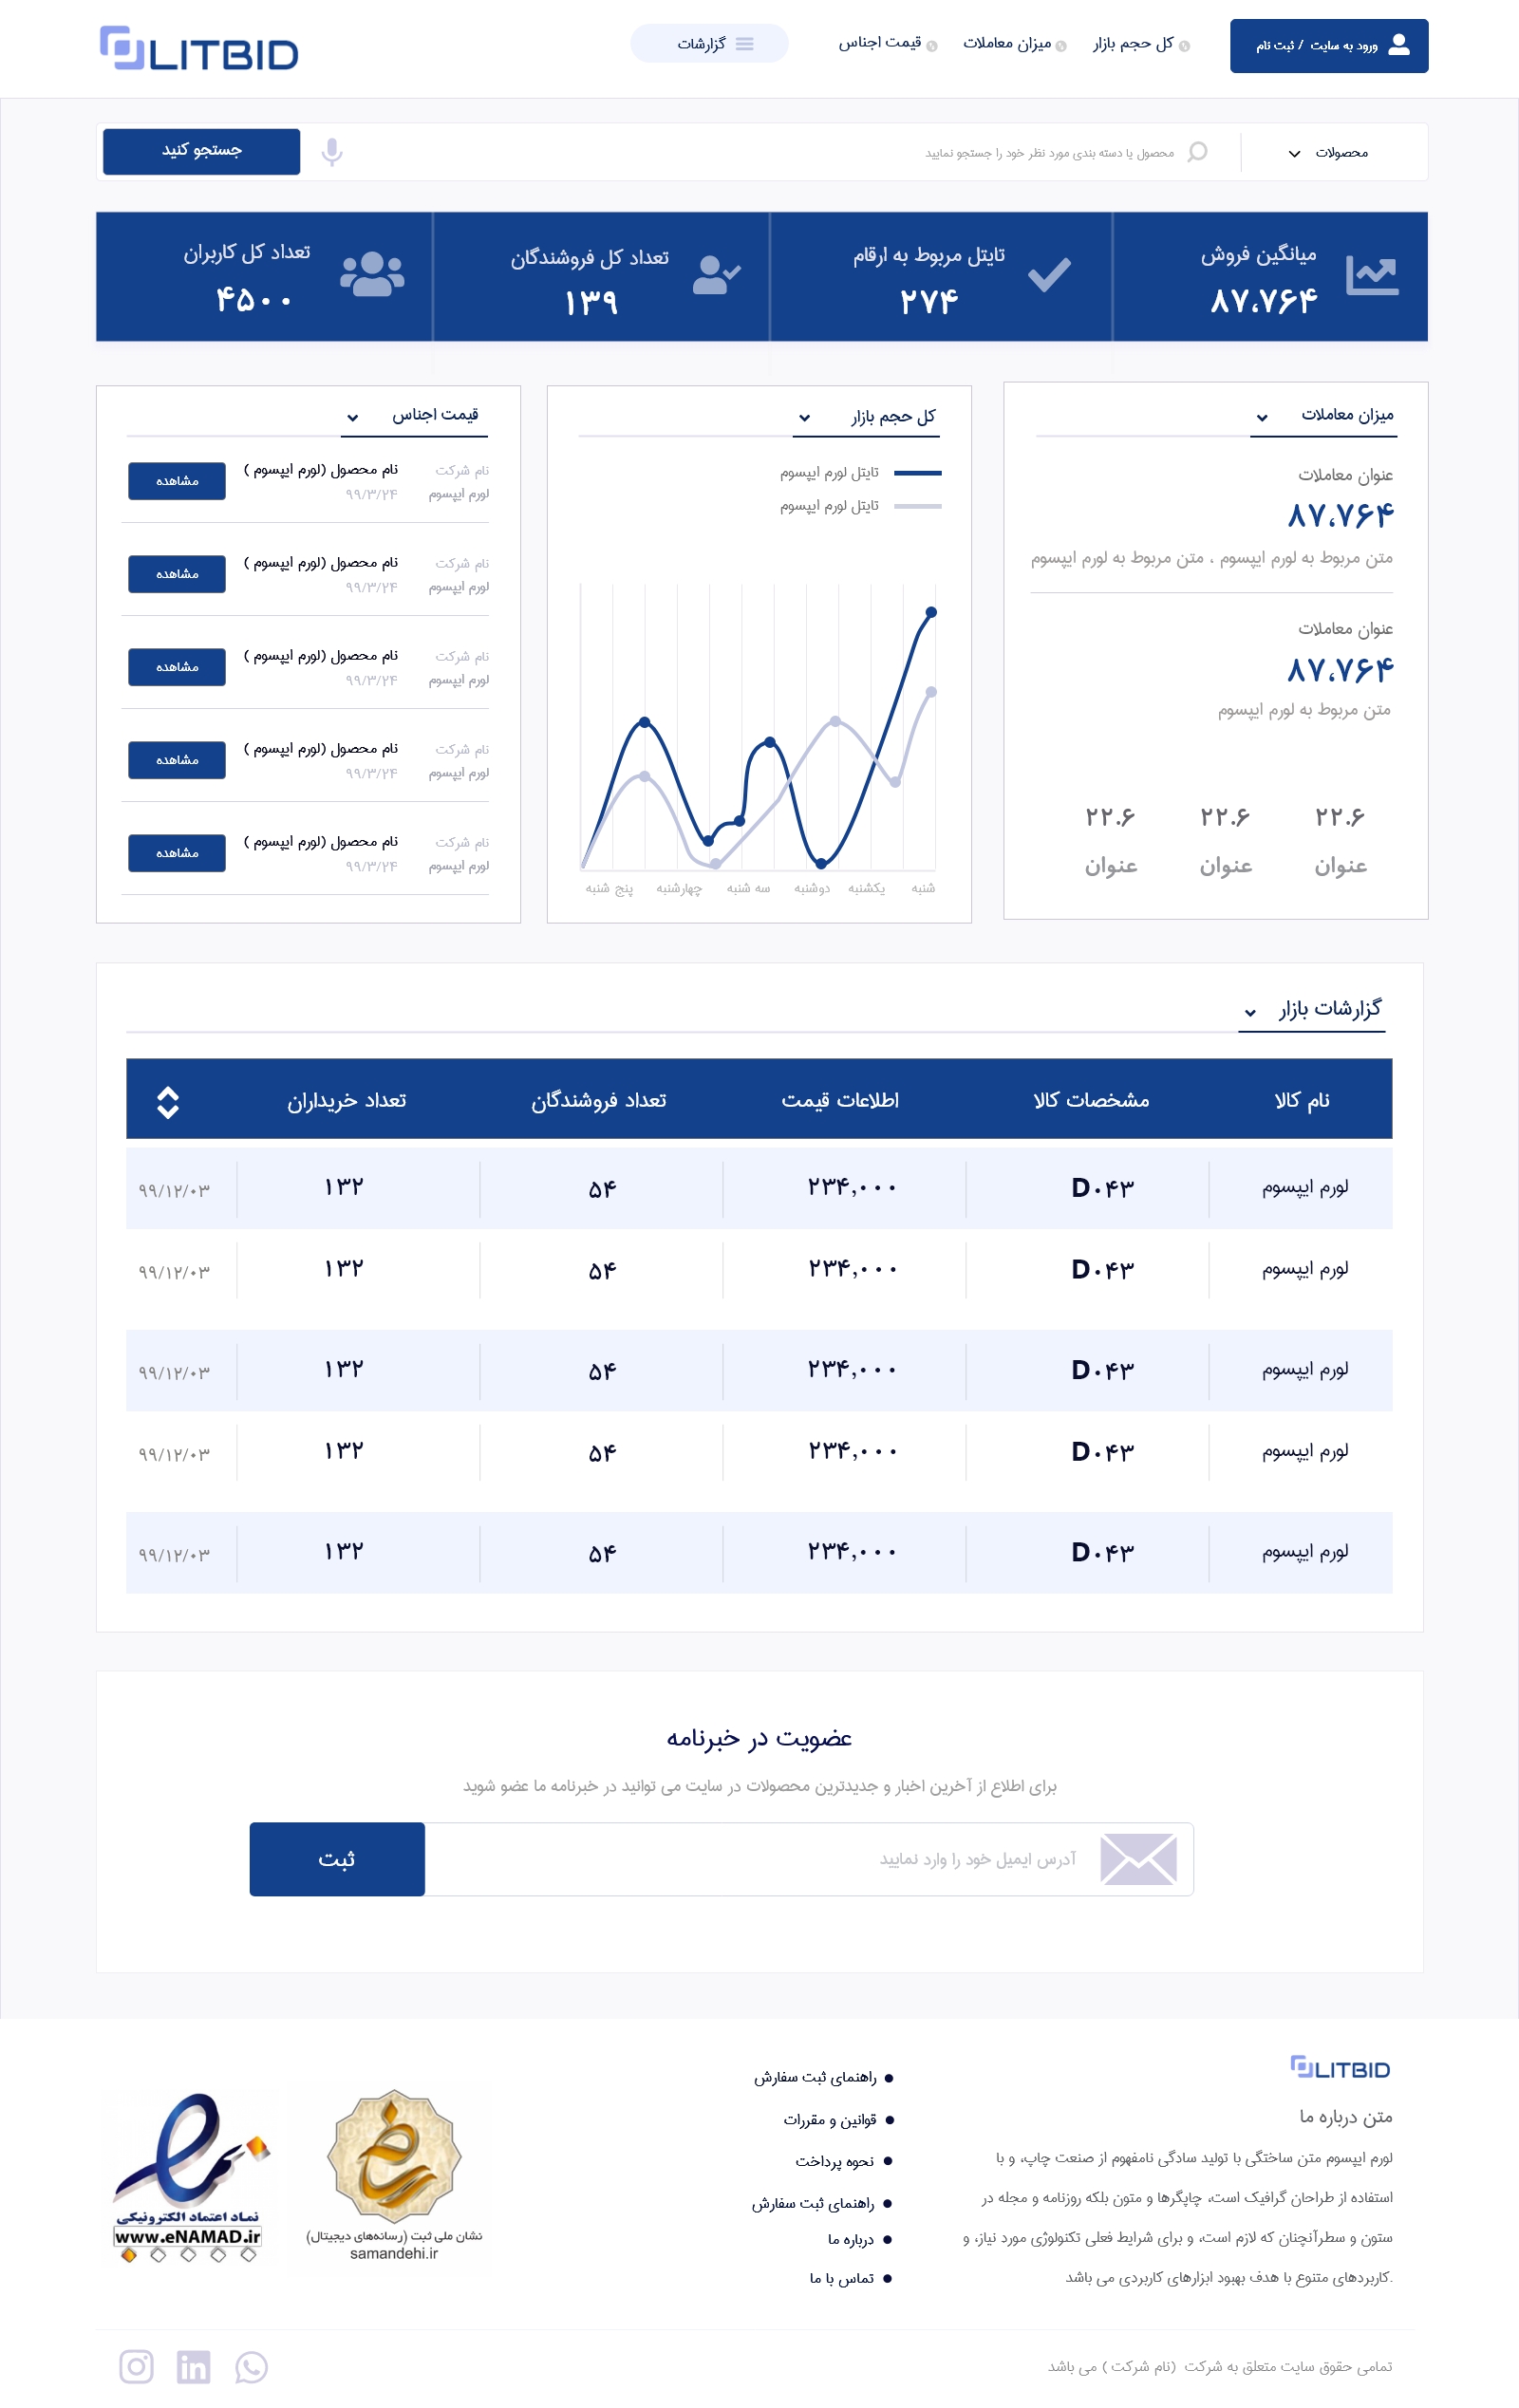 ورود به سایت / ثبت نام
کل حجم بازار
میزان معاملات
قیمت اجناس
گزارشات
LITBID
محصولات
محصول یا دسته بندی مورد نظر خود را جستجو نمایید
جستجو کنید
میانگین فروش
۸۷،۷۶۴
تایتل مربوط به ارقام
۲۷۴
تعداد کل فروشندگان
۱۳۹
تعداد کل کاربران
۴۵۰۰
میزان معاملات
عنوان معاملات
۸۷،۷۶۴
متن مربوط به لورم ایپسوم ، متن مربوط به لورم ایپسوم
عنوان معاملات
۸۷،۷۶۴
متن مربوط به لورم ایپسوم
۲۲.۶ ۲۲.۶ ۲۲.۶
عنوان عنوان عنوان
کل حجم بازار
تایتل لورم ایپسوم
تایتل لورم ایپسوم
شنبه یکشنبه دوشنبه سه شنبه چهارشنبه پنج شنبه
قیمت اجناس
نام شرکت نام محصول (لورم ایپسوم )
لورم ایپسوم ۹۹/۳/۲۴
مشاهده
نام شرکت نام محصول (لورم ایپسوم )
لورم ایپسوم ۹۹/۳/۲۴
مشاهده
نام شرکت نام محصول (لورم ایپسوم )
لورم ایپسوم ۹۹/۳/۲۴
مشاهده
نام شرکت نام محصول (لورم ایپسوم )
لورم ایپسوم ۹۹/۳/۲۴
مشاهده
نام شرکت نام محصول (لورم ایپسوم )
لورم ایپسوم ۹۹/۳/۲۴
مشاهده
گزارشات بازار
نام کالا مشخصات کالا اطلاعات قیمت تعداد فروشندگان تعداد خریداران
لورم ایپسوم D۰۴۳ ۲۳۴,۰۰۰ ۵۴ ۱۳۲ ۹۹/۱۲/۰۳
لورم ایپسوم D۰۴۳ ۲۳۴,۰۰۰ ۵۴ ۱۳۲ ۹۹/۱۲/۰۳
لورم ایپسوم D۰۴۳ ۲۳۴,۰۰۰ ۵۴ ۱۳۲ ۹۹/۱۲/۰۳
لورم ایپسوم D۰۴۳ ۲۳۴,۰۰۰ ۵۴ ۱۳۲ ۹۹/۱۲/۰۳
لورم ایپسوم D۰۴۳ ۲۳۴,۰۰۰ ۵۴ ۱۳۲ ۹۹/۱۲/۰۳
عضویت در خبرنامه
برای اطلاع از آخرین اخبار و جدیدترین محصولات در سایت می توانید در خبرنامه ما عضو شوید
آدرس ایمیل خود را وارد نمایید
ثبت
LITBID
متن درباره ما
لورم ایپسوم متن ساختگی با تولید سادگی نامفهوم از صنعت چاپ، و با
استفاده از طراحان گرافیک است، چاپگرها و متون بلکه روزنامه و مجله در
ستون و سطرآنچنان که لازم است، و برای شرایط فعلی تکنولوژی مورد نیاز، و
.کاربردهای متنوع با هدف بهبود ابزارهای کاربردی می باشد
راهنمای ثبت سفارش
قوانین و مقررات
نحوه پرداخت
راهنمای ثبت سفارش
درباره ما
تماس با ما
نشان ملی ثبت (رسانه‌های دیجیتال)
samandehi.ir
نماد اعتماد الکترونیکی
www.eNAMAD.ir
تمامی حقوق سایت متعلق به شرکت (نام شرکت ) می باشد
in